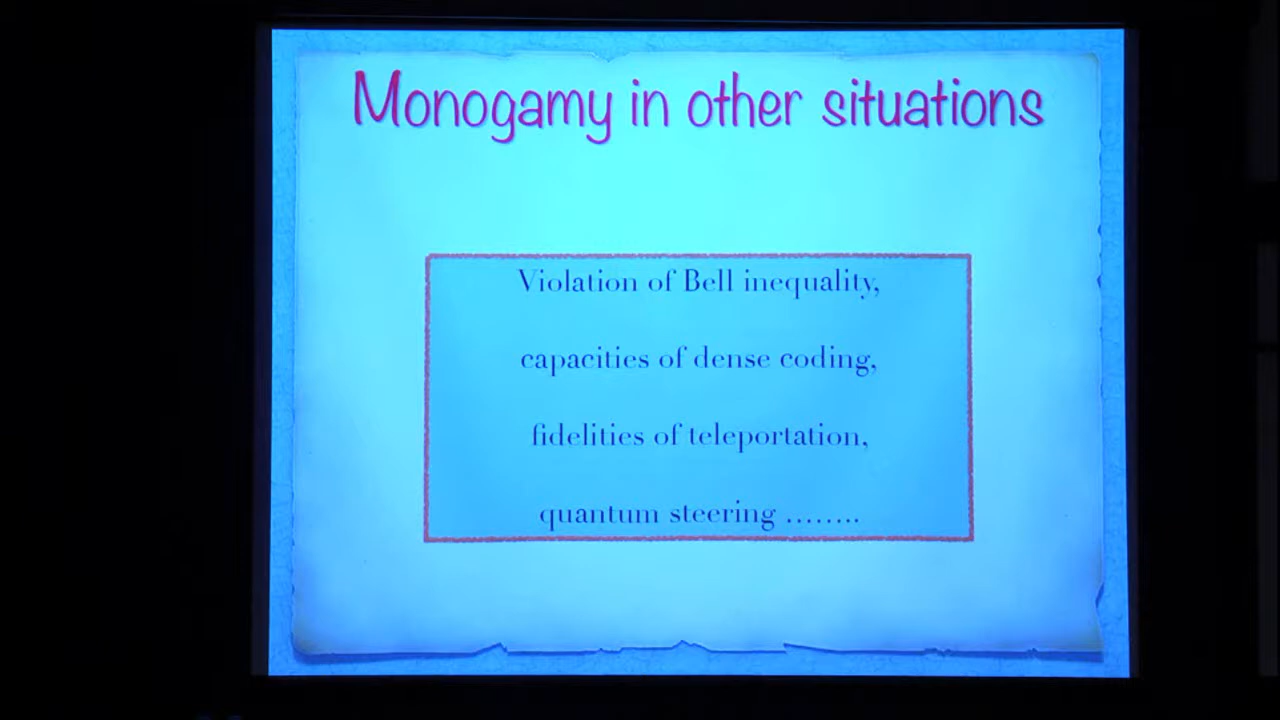 Monogamy in other situations
Violation of Bell inequality,
capacities of dense coding,
fidelities of teleportation,
quantum steering ........